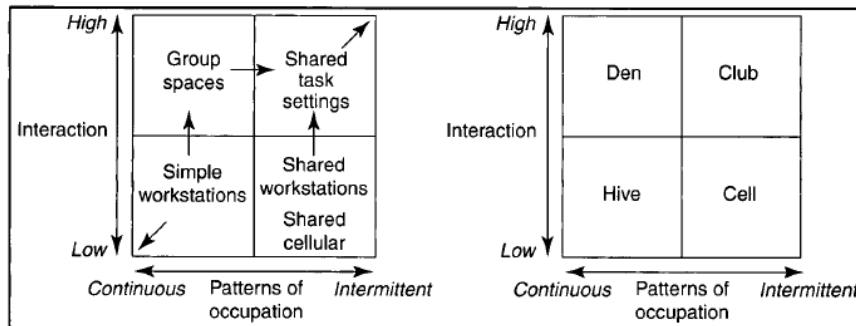 High
Group
spaces
Shared
task
settings
Interaction
Simple
workstations
Shared
workstations
Shared
cellular
Low
Continuous
Patterns of
occupation
Intermittent
High
Den
Club
Interaction
Hive
Cell
Low
Continuous
Patterns of
occupation
Intermittent